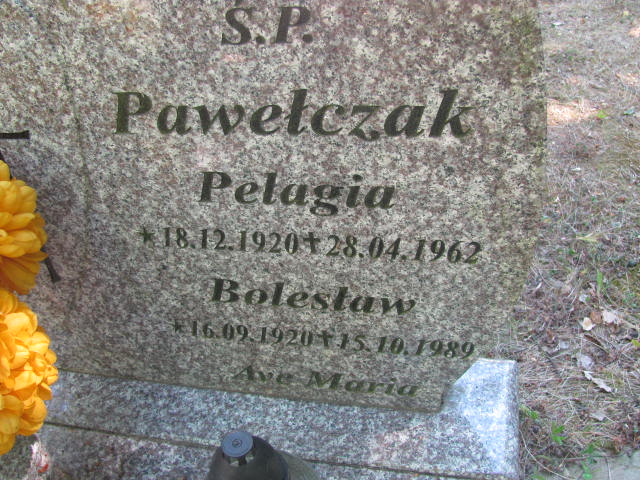 Ś.P.
Pawełczak
Pelagia
*18.12.1920✝28.04.1962
Bolesław
*16.09.1920✝15.10.1989
Ave Maria